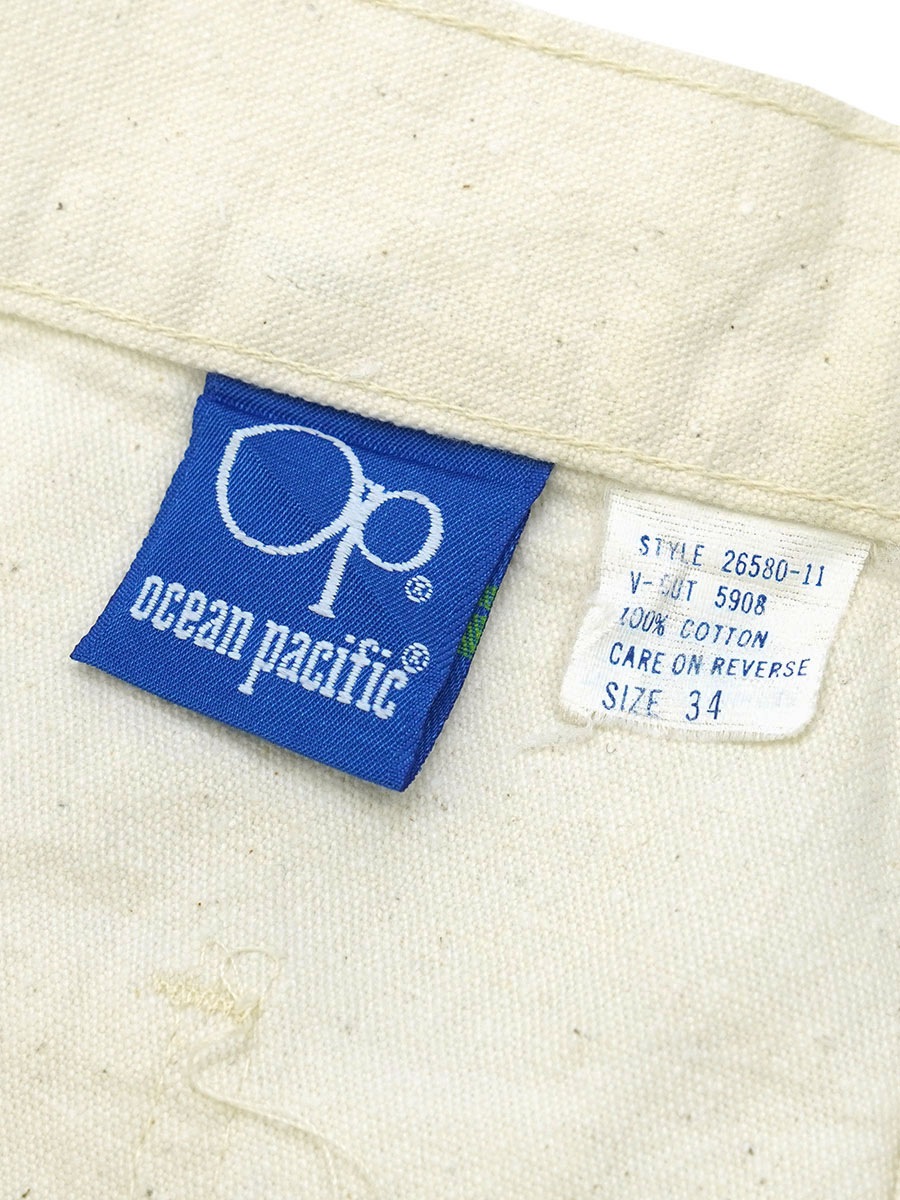 Op®
ocean pacific®
STYLE 26580-11
V-CUT 5908
100% COTTON
CARE ON REVERSE
SIZE 34